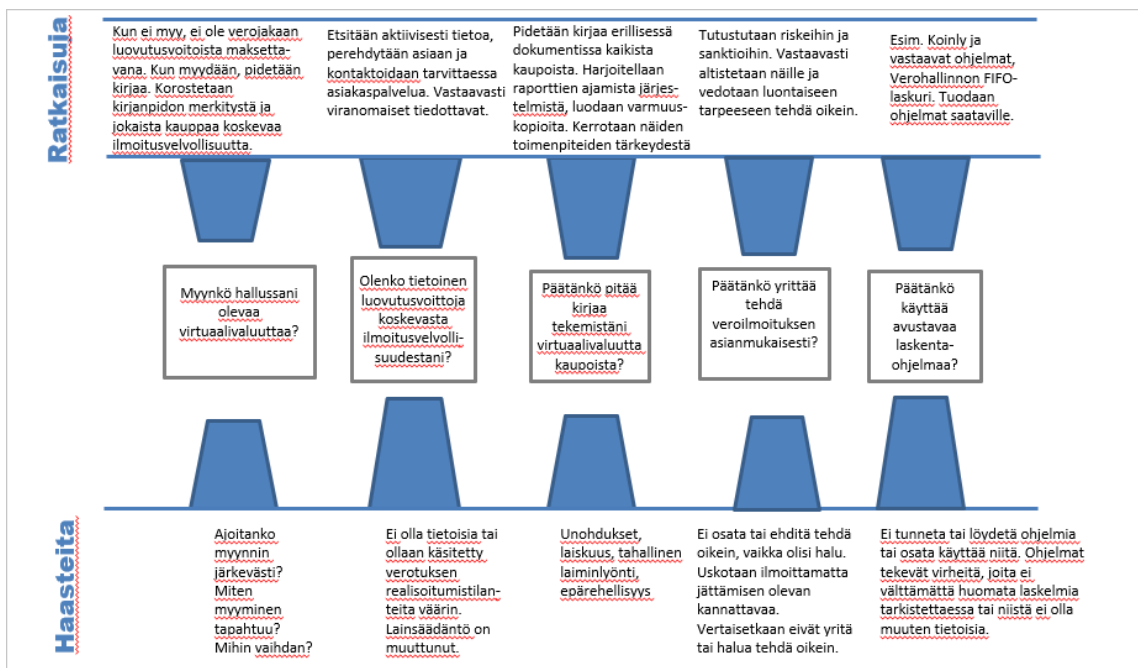 Ratkaisuja
Kun ei myy, ei ole verojakaan
luovutusvoitoista maksetta-
vana. Kun myydään, pidetään
kirjaa. Korostetaan
kirjanpidon merkitystä ja
jokaista kauppaa koskevaa
ilmoitusvelvollisuutta.
Etsitään aktiivisesti tietoa,
perehdytään asiaan ja
kontaktoidaan tarvittaessa
asiakaspalvelua. Vastaavasti
viranomaiset tiedottavat.
Pidetään kirjaa erillisessä
dokumentissa kaikista
kaupoista. Harjoitellaan
raporttien ajamista järjes-
telmistä, luodaan varmuus-
kopioita. Kerrotaan näiden
toimenpiteiden tärkeydestä
Tutustutaan riskeihin ja
sanktioihin. Vastaavasti
altistetaan näille ja
vedotaan luontaiseen
tarpeeseen tehdä oikein.
Esim. Koinly ja
vastaavat ohjelmat,
Verohallinnon FIFO-
laskuri. Tuodaan
ohjelmat saataville.
Myynkö hallussani
olevaa
virtuaalivaluuttaa?
Olenko tietoinen
luovutusvoittoja
koskevasta
ilmoitusvelvolli-
suudestani?
Päätänkö pitää
kirjaa
tekemistäni
virtuaalivaluutta
kaupoista?
Päätänkö yrittää
tehdä
veroilmoituksen
asianmukaisesti?
Päätänkö
käyttää
avustavaa
laskenta-
ohjelmaa?
Haasteita
Ajoitanko
myynnin
järkevästi?
Miten
myyminen
tapahtuu?
Mihin vaihdan?
Ei olla tietoisia tai
ollaan käsitetty
verotuksen
realisoitumistilan-
teita väärin.
Lainsäädäntö on
muuttunut.
Unohdukset,
laiskuus, tahallinen
laiminlyönti,
epärehellisyys
Ei osata tai ehditä tehdä
oikein, vaikka olisi halu.
Uskotaan ilmoittamatta
jättämisen olevan
kannattavaa.
Vertaisetkaan eivät yritä
tai halua tehdä oikein.
Ei tunneta tai löydetä ohjelmia
tai osata käyttää niitä. Ohjelmat
tekevät virheitä, joita ei
välttämättä huomata laskelmia
tarkistettaessa tai niistä ei olla
muuten tietoisia.